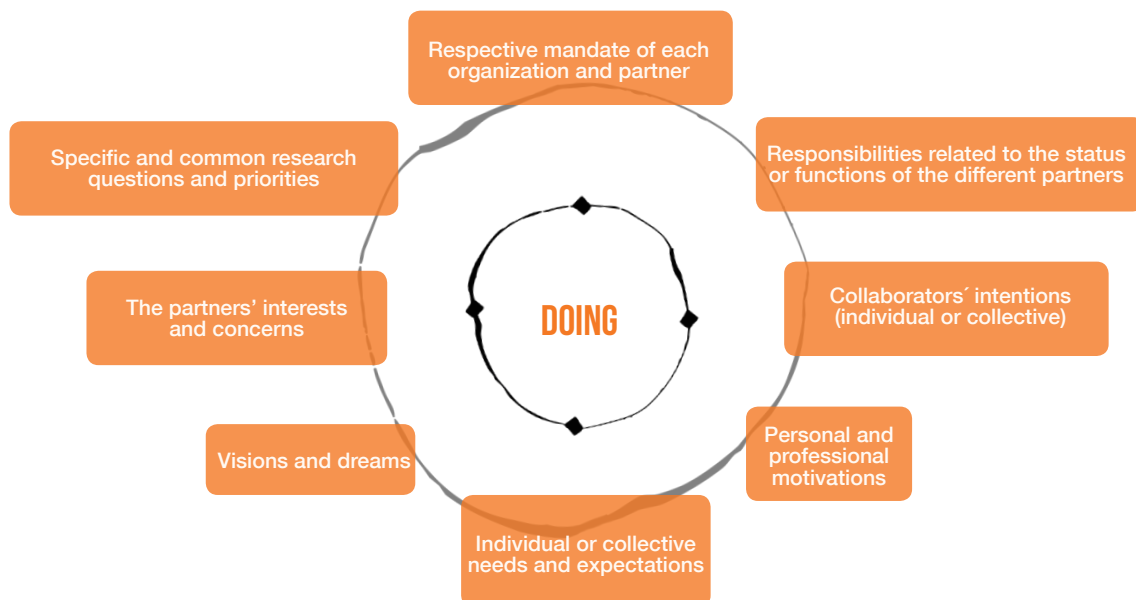 Respective mandate of each
organization and partner
Specific and common research
questions and priorities
Responsibilities related to the status
or functions of the different partners
The partners’ interests
and concerns
DOING
Collaborators´ intentions
(individual or collective)
Visions and dreams
Personal and
professional
motivations
Individual or collective
needs and expectations